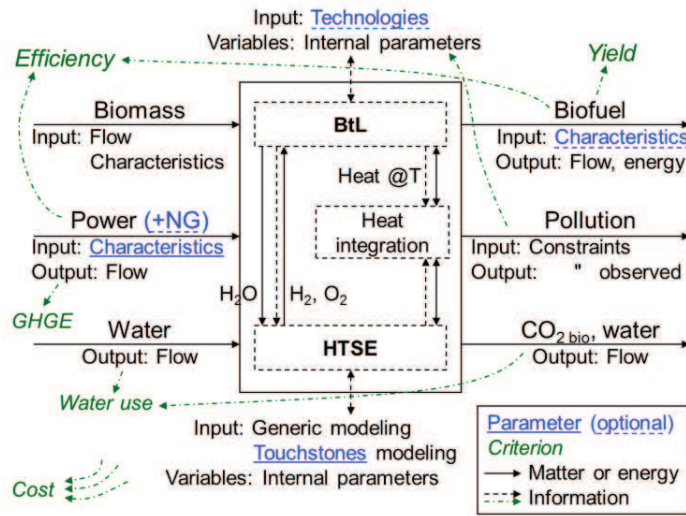 Input: Technologies
Variables: Internal parameters
Efficiency
Yield
Biomass
Input: Flow
Characteristics
BtL
Biofuel
Input: Characteristics
Output: Flow, energy
Heat @T
Power (+NG)
Input: Characteristics
Output: Flow
Heat
integration
Pollution
Input: Constraints
Output: " observed
H₂O
H₂, O₂
GHGE
Water
Output: Flow
HTSE
CO₂ bio, water
Output: Flow
Water use
Input: Generic modeling
Touchstones modeling
Variables: Internal parameters
Cost
Parameter (optional)
Criterion
Matter or energy
Information